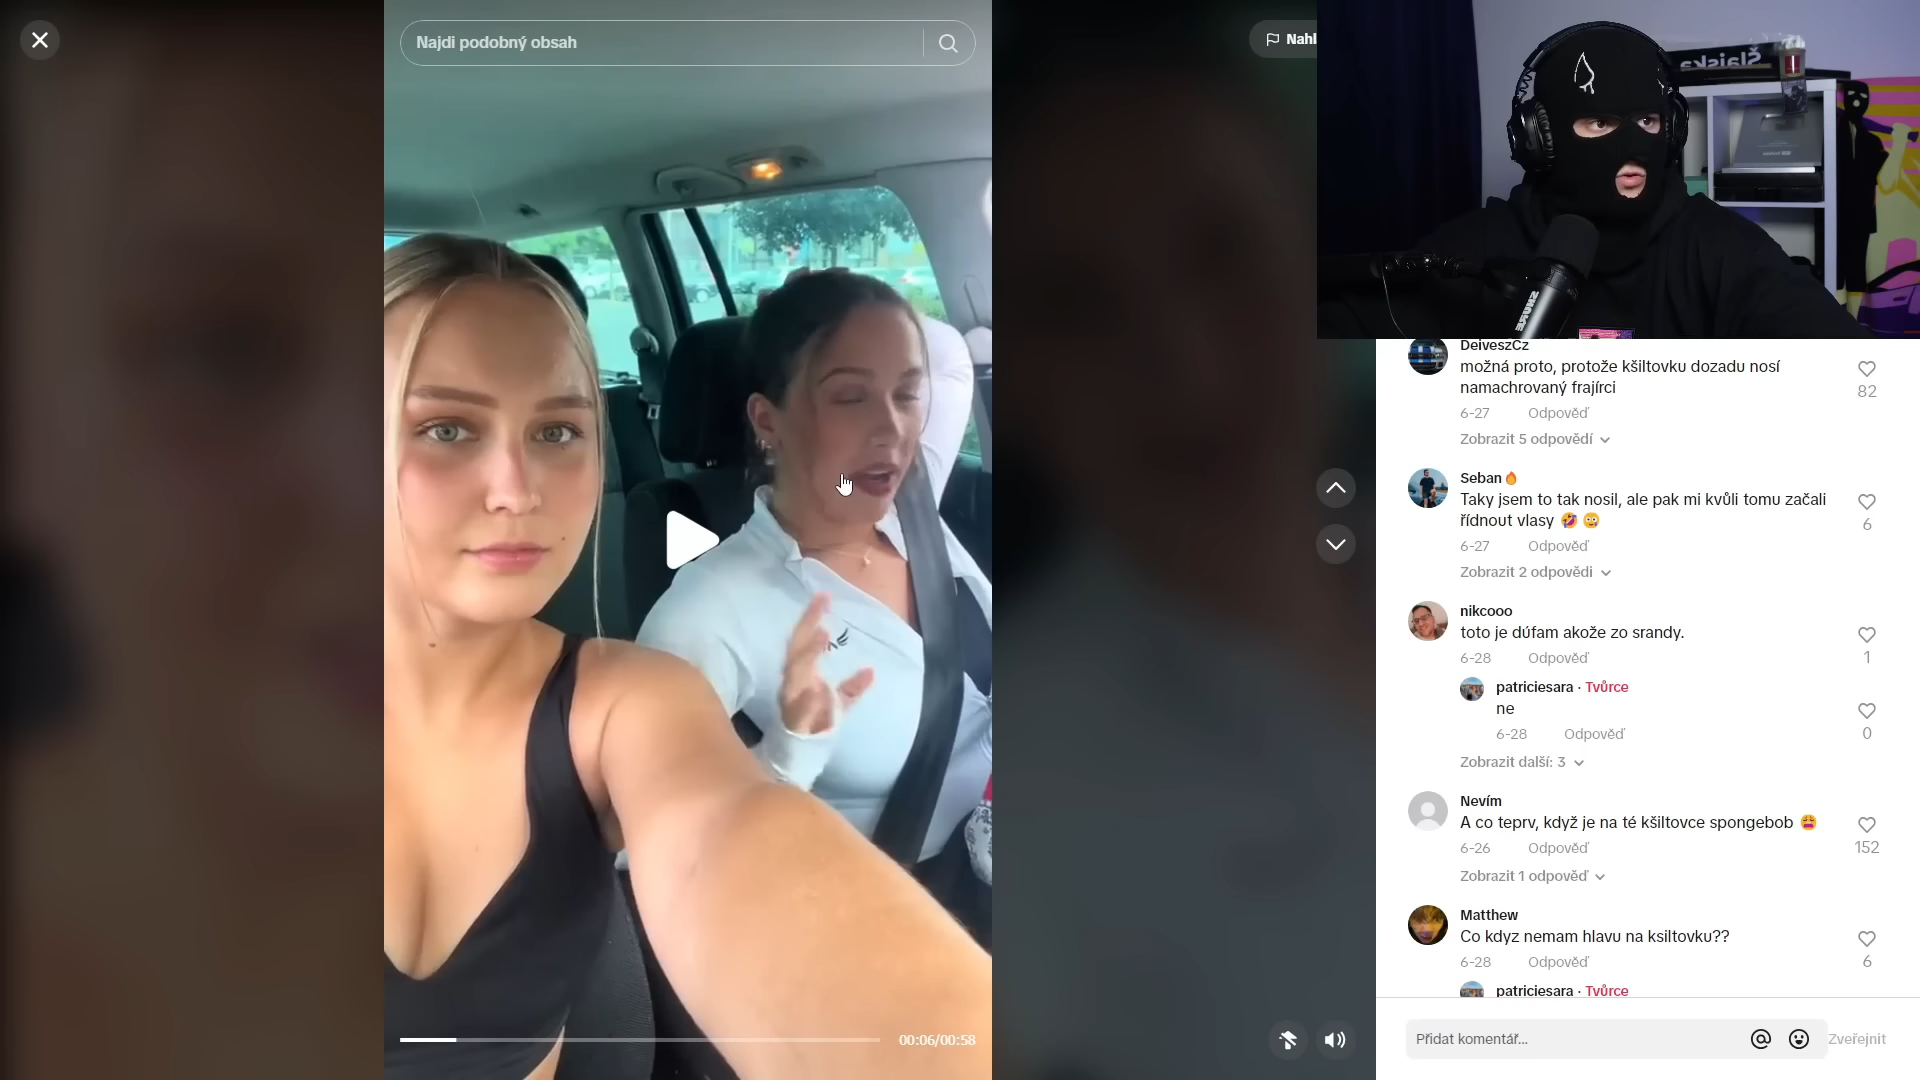 Najdi podobný obsah
Nahl
Šlajska
SHURE
00:06/00:58
DeiveszCz
možná proto, protože kšiltovku dozadu nosí
namachrovaný frajírci
82
6-27 Odpověď
Zobrazit 5 odpovědí
Seban🔥
Taky jsem to tak nosil, ale pak mi kvůli tomu začali
řídnout vlasy 🤣 🙄
6
6-27 Odpověď
Zobrazit 2 odpovědi
nikcooo
toto je dúfam akože zo srandy.
1
6-28 Odpověď
patriciesara · Tvůrce
ne
0
6-28 Odpověď
Zobrazit další: 3
Nevím
A co teprv, když je na té kšiltovce spongebob 😩
152
6-26 Odpověď
Zobrazit 1 odpověď
Matthew
Co kdyz nemam hlavu na ksiltovku??
6
6-28 Odpověď
patriciesara · Tvůrce
Přidat komentář...
Zveřejnit